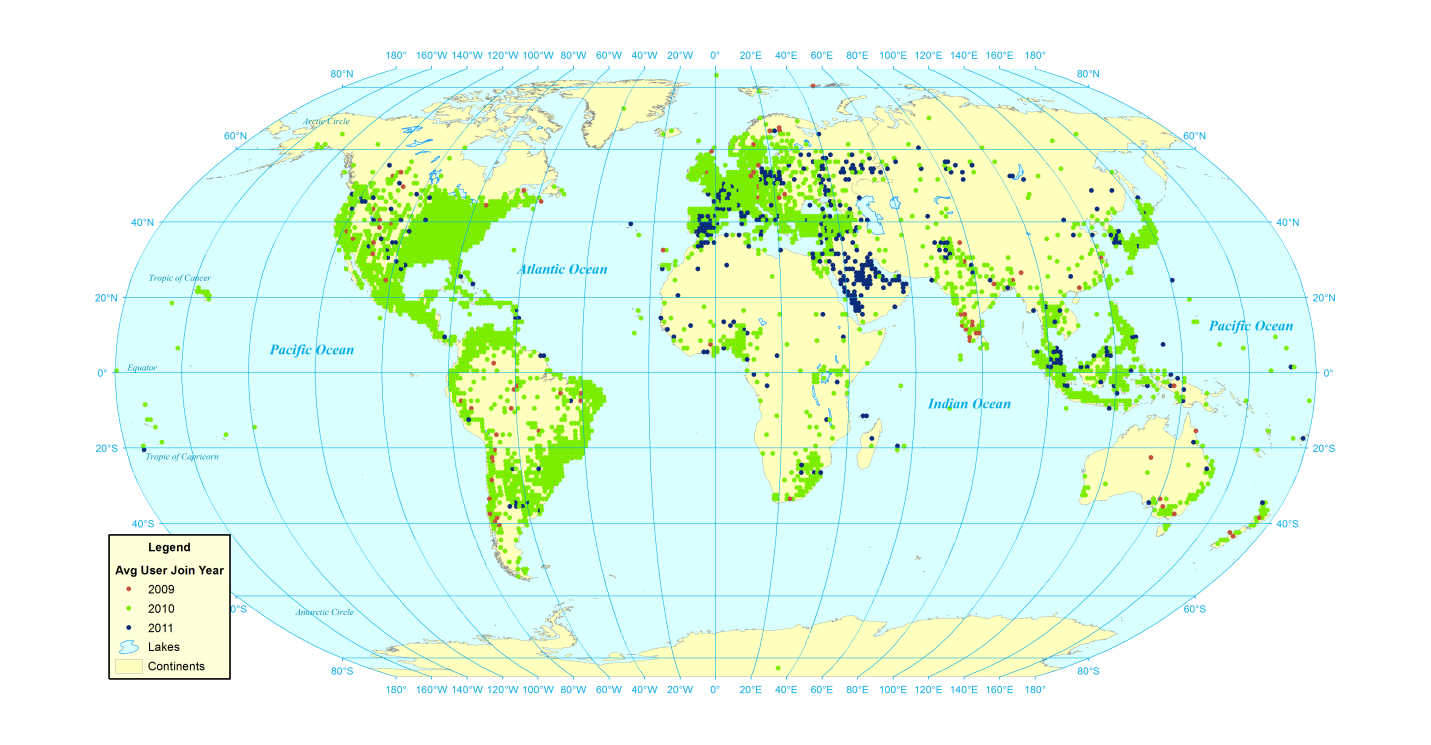 180° 160°W 140°W 120°W 100°W 80°W 60°W 40°W 20°W 0° 20°E 40°E 60°E 80°E 100°E 120°E 140°E 160°E 180°
80°N 80°N
Arctic Circle
60°N 60°N
40°N 40°N
Atlantic Ocean
Tropic of Cancer
20°N 20°N
Pacific Ocean
Pacific Ocean
Equator
0° 0°
Indian Ocean
20°S 20°S
Tropic of Capricorn
40°S 40°S
Legend
Avg User Join Year
2009
2010
2011
Lakes
Continents
0°S 60°S
Antarctic Circle
80°S 80°S
180° 160°W 140°W 120°W 100°W 80°W 60°W 40°W 20°W 0° 20°E 40°E 60°E 80°E 100°E 120°E 140°E 160°E 180°